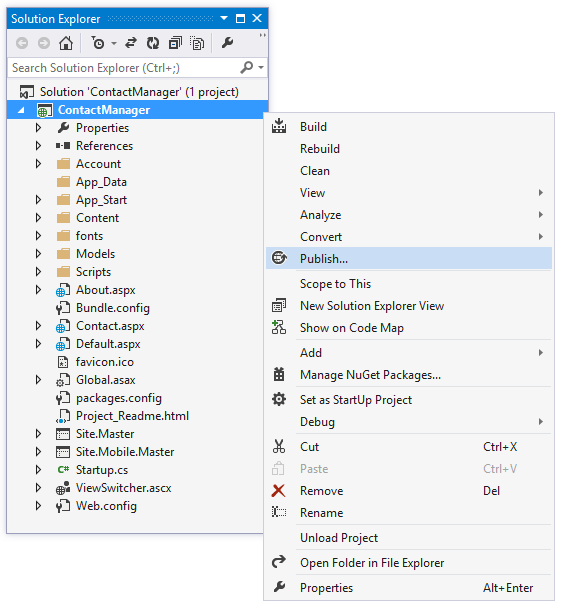 Solution Explorer
Search Solution Explorer (Ctrl+;)
Solution 'ContactManager' (1 project)
ContactManager
Properties
References
Account
App_Data
App_Start
Content
fonts
Models
Scripts
About.aspx
Bundle.config
Contact.aspx
Default.aspx
favicon.ico
Global.asax
packages.config
Project_Readme.html
Site.Master
Site.Mobile.Master
C# Startup.cs
ViewSwitcher.ascx
Web.config
Build
Rebuild
Clean
View
Analyze
Convert
Publish...
Scope to This
New Solution Explorer View
Show on Code Map
Add
Manage NuGet Packages...
Set as StartUp Project
Debug
Cut Ctrl+X
Paste Ctrl+V
Remove Del
Rename
Unload Project
Open Folder in File Explorer
Properties Alt+Enter